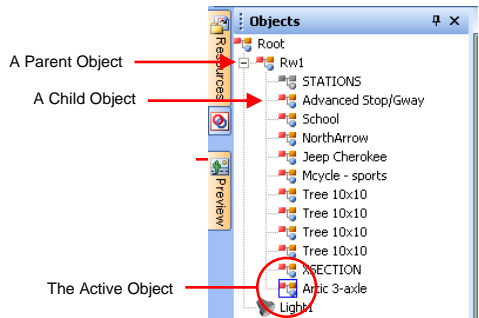 Objects
Resources
Preview
Root
A Parent Object
Rw1
STATIONS
A Child Object
Advanced Stop/Gway
School
NorthArrow
Jeep Cherokee
Mcycle - sports
Tree 10x10
Tree 10x10
Tree 10x10
Tree 10x10
XSECTION
The Active Object
Artic 3-axle
Light1